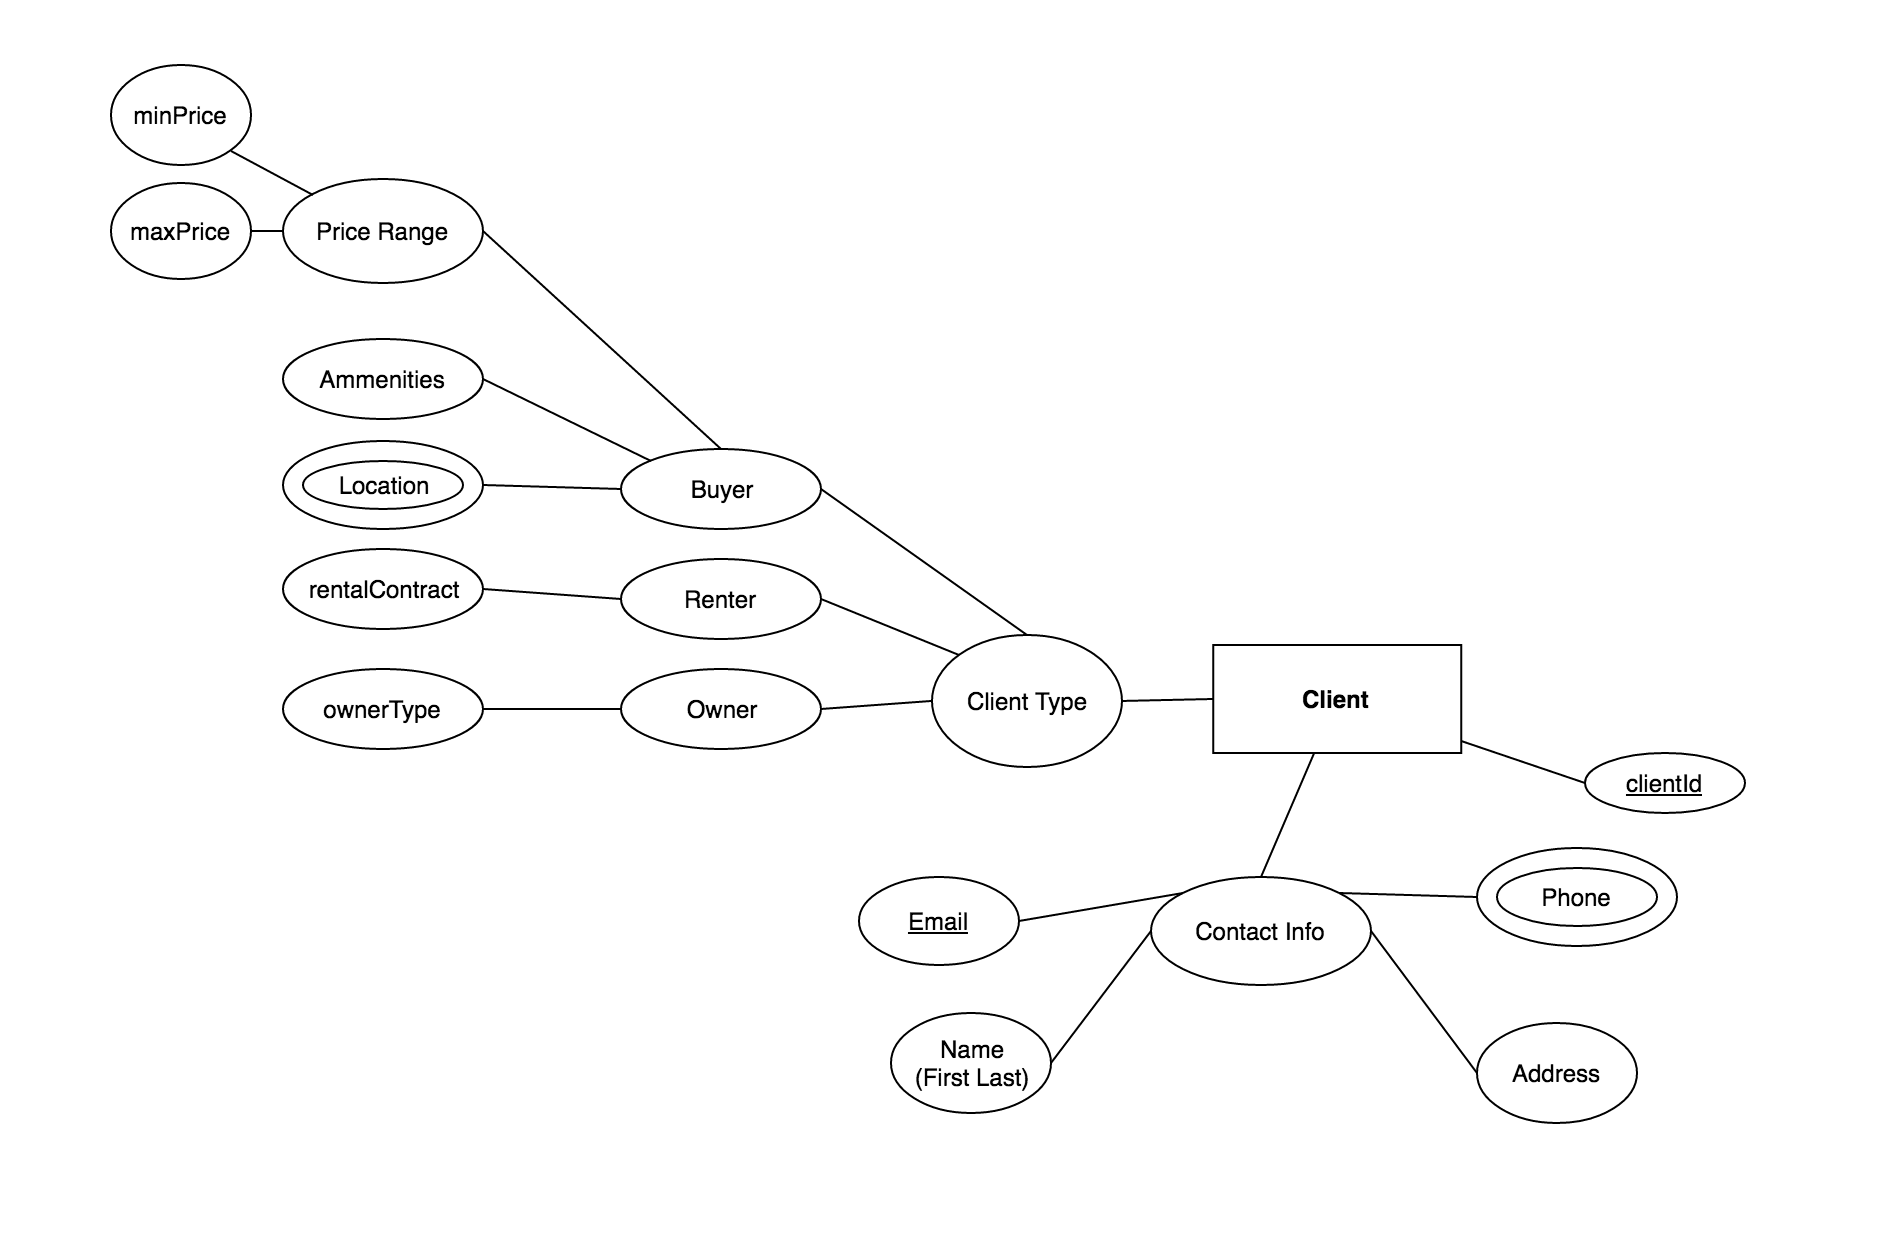 minPrice
maxPrice
Price Range
Ammenities
Location
Buyer
rentalContract
Renter
ownerType
Owner
Client Type
Client
clientId
Email
Contact Info
Phone
Name
(First Last)
Address